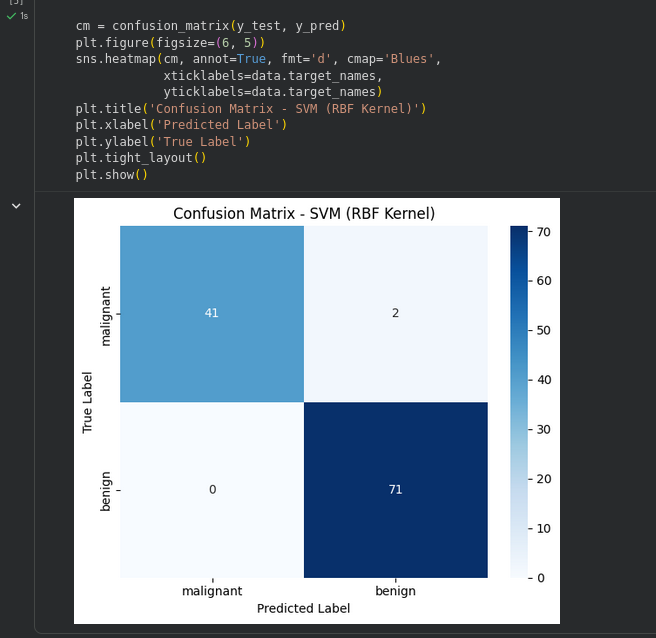 [5]
1s
cm = confusion_matrix(y_test, y_pred)
plt.figure(figsize=(6, 5))
sns.heatmap(cm, annot=True, fmt='d', cmap='Blues',
            xticklabels=data.target_names,
            yticklabels=data.target_names)
plt.title('Confusion Matrix - SVM (RBF Kernel)')
plt.xlabel('Predicted Label')
plt.ylabel('True Label')
plt.tight_layout()
plt.show()
Confusion Matrix - SVM (RBF Kernel)
True Label
malignant
41
2
benign
0
71
malignant
benign
Predicted Label
70
60
50
40
30
20
10
0